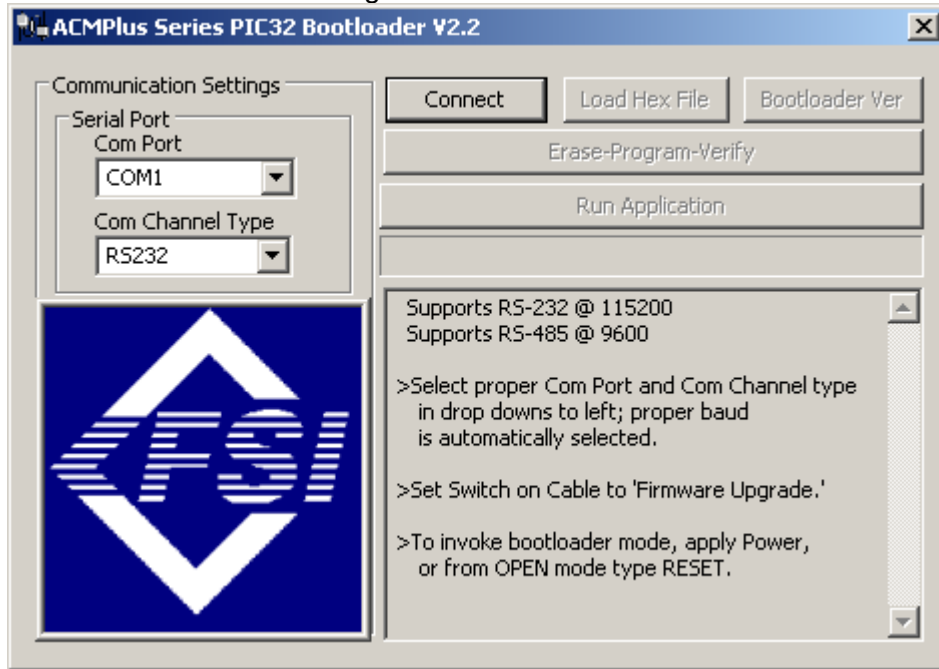 ACMPlus Series PIC32 Bootloader V2.2
Communication Settings
Serial Port
Com Port
COM1
Com Channel Type
RS232
Connect
Load Hex File
Bootloader Ver
Erase-Program-Verify
Run Application
FSI
Supports RS-232 @ 115200
Supports RS-485 @ 9600
>Select proper Com Port and Com Channel type
in drop downs to left; proper baud
is automatically selected.
>Set Switch on Cable to 'Firmware Upgrade.'
>To invoke bootloader mode, apply Power,
or from OPEN mode type RESET.